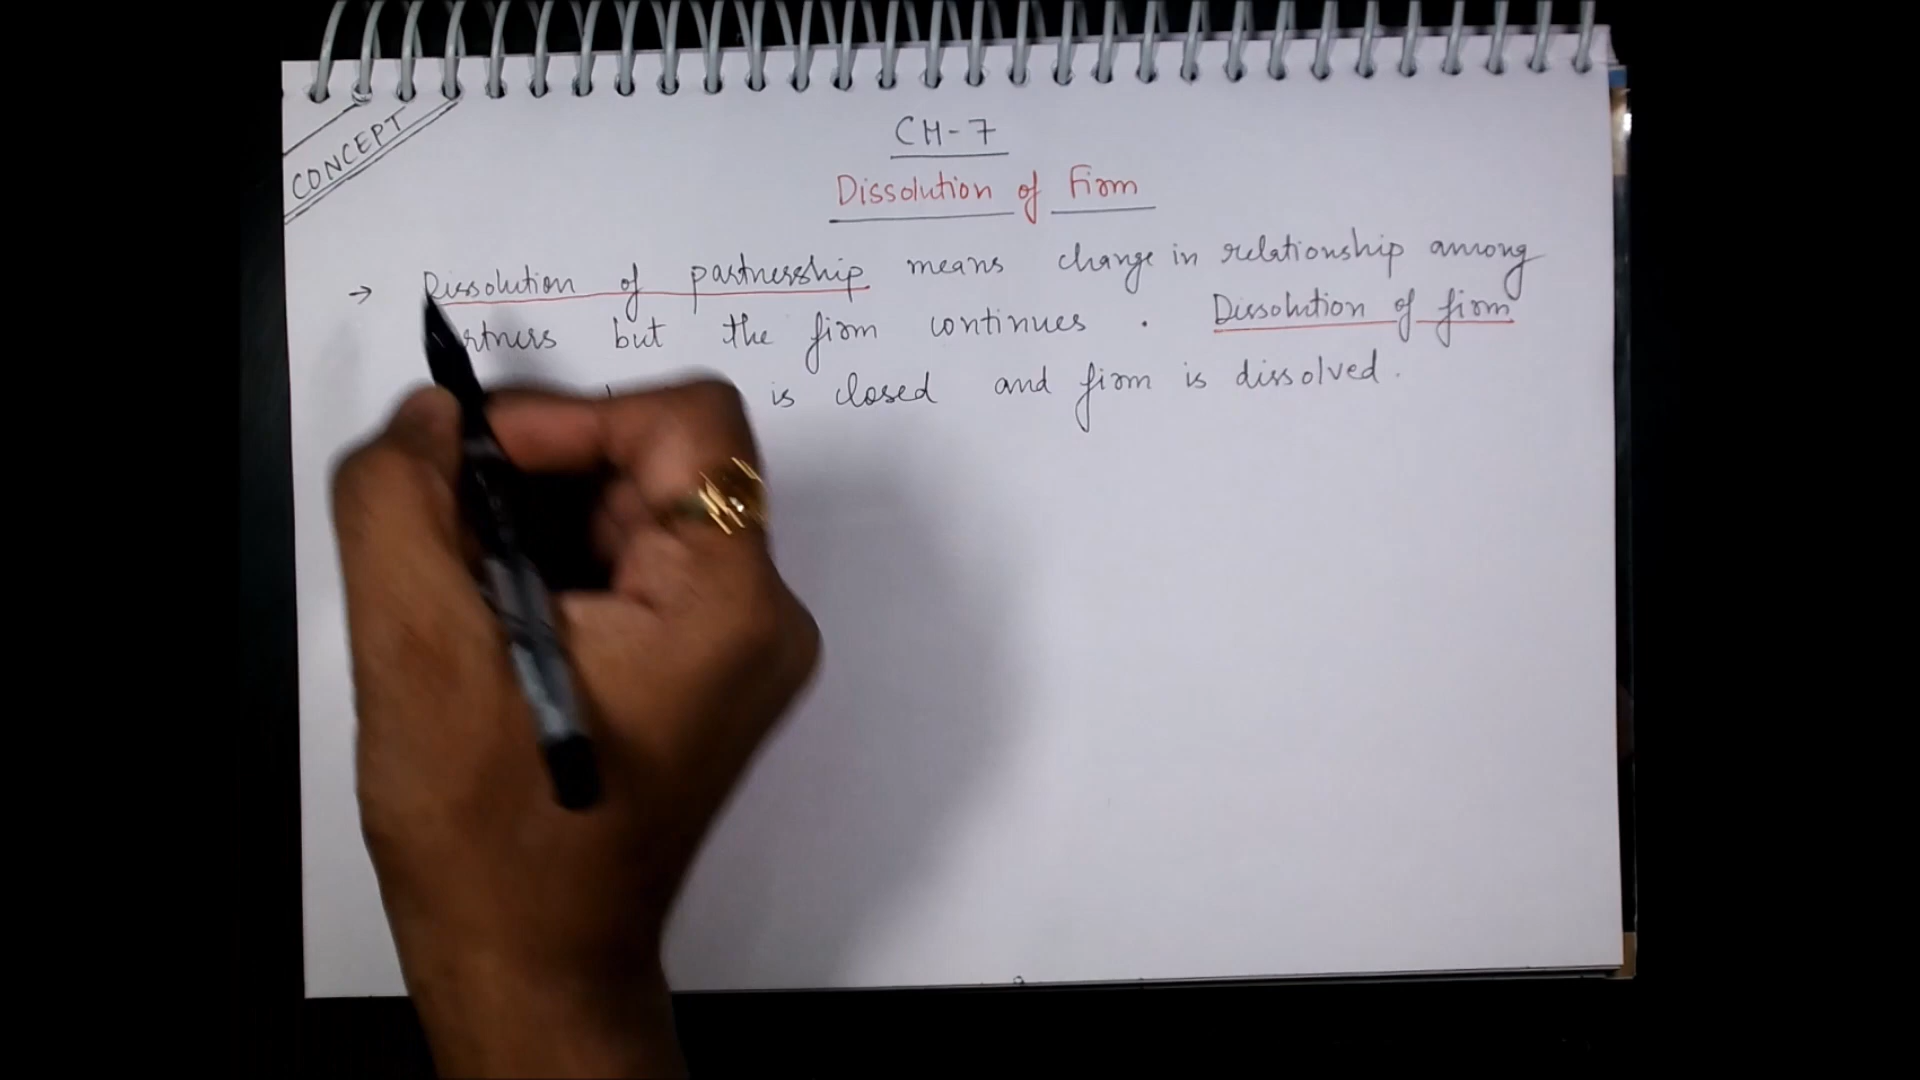 CONCEPT
CH-7
Dissolution of Firm
→ Dissolution of partnership means change in relationship among
but the firm continues. Dissolution of firm
is closed and firm is dissolved.